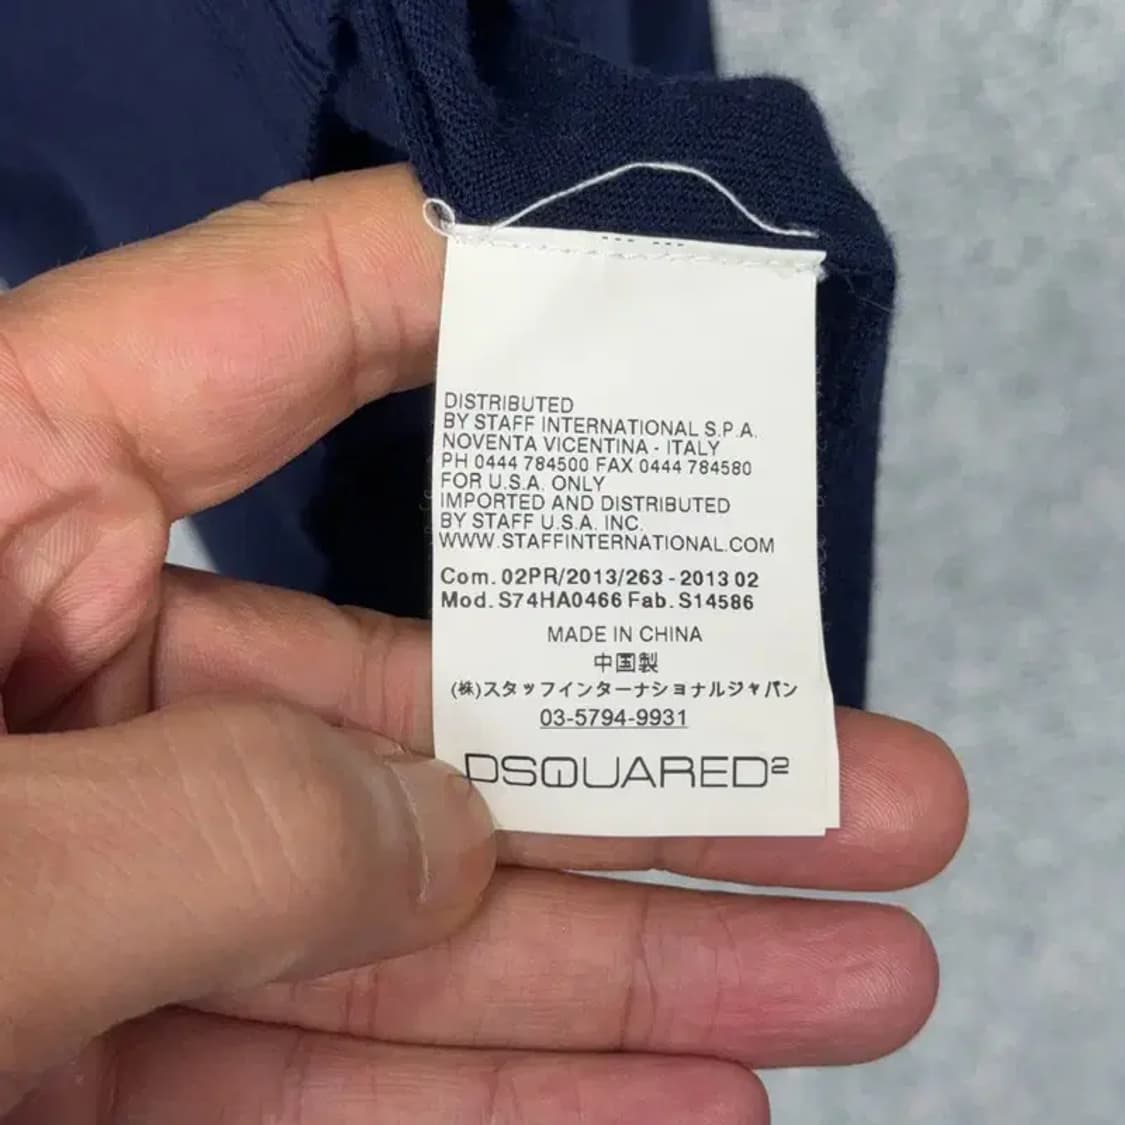 DISTRIBUTED
BY STAFF INTERNATIONAL S.P.A.
NOVENTA VICENTINA - ITALY
PH 0444 784500 FAX 0444 784580
FOR U.S.A. ONLY
IMPORTED AND DISTRIBUTED
BY STAFF U.S.A. INC.
WWW.STAFFINTERNATIONAL.COM
Com. 02PR/2013/263 - 2013 02
Mod. S74HA0466 Fab. S14586
MADE IN CHINA
中国製
(株)スタッフインターナショナルジャパン
03-5794-9931
DSQUARED²